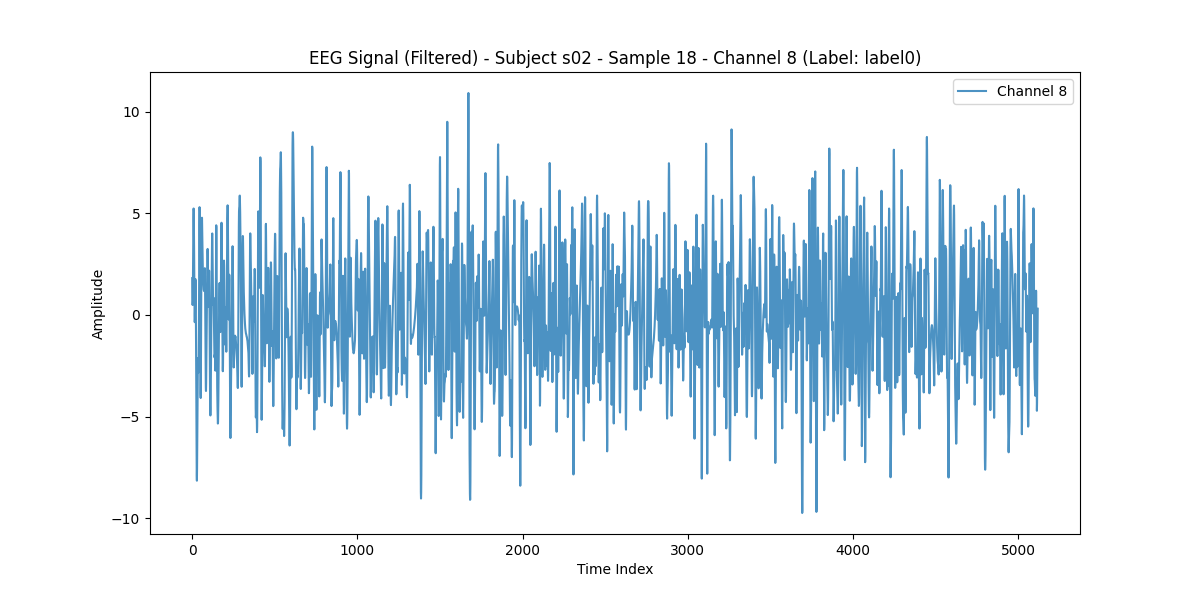 EEG Signal (Filtered) - Subject s02 - Sample 18 - Channel 8 (Label: label0)
Channel 8
10
5
0
−5
−10
Amplitude
0 1000 2000 3000 4000 5000
Time Index